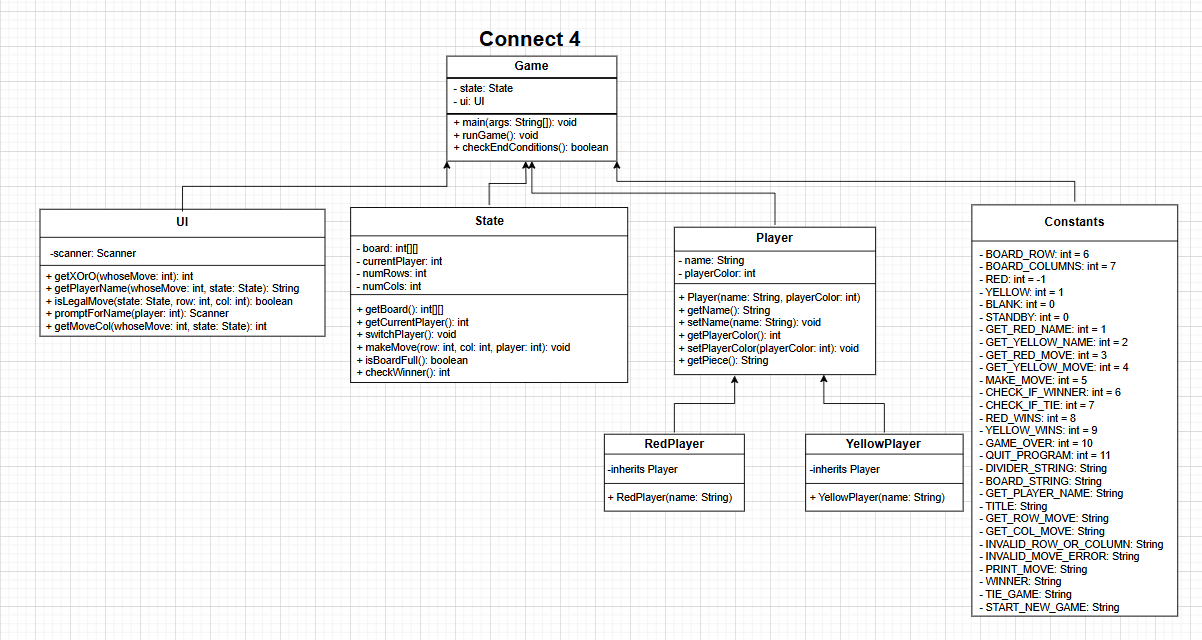 Connect 4
Game
- state: State
- ui: UI
+ main(args: String[]): void
+ runGame(): void
+ checkEndConditions(): boolean
UI
-scanner: Scanner
+ getXOrO(whoseMove: int): int
+ getPlayerName(whoseMove: int, state: State): String
+ isLegalMove(state: State, row: int, col: int): boolean
+ promptForName(player: int): Scanner
+ getMoveCol(whoseMove: int, state: State): int
State
- board: int[][]
- currentPlayer: int
- numRows: int
- numCols: int
+ getBoard(): int[][]
+ getCurrentPlayer(): int
+ switchPlayer(): void
+ makeMove(row: int, col: int, player: int): void
+ isBoardFull(): boolean
+ checkWinner(): int
Player
- name: String
- playerColor: int
+ Player(name: String, playerColor: int)
+ getName(): String
+ setName(name: String): void
+ getPlayerColor(): int
+ setPlayerColor(playerColor: int): void
+ getPiece(): String
RedPlayer
-inherits Player
+ RedPlayer(name: String)
YellowPlayer
-inherits Player
+ YellowPlayer(name: String)
Constants
- BOARD_ROW: int = 6
- BOARD_COLUMNS: int = 7
- RED: int = -1
- YELLOW: int = 1
- BLANK: int = 0
- STANDBY: int = 0
- GET_RED_NAME: int = 1
- GET_YELLOW_NAME: int = 2
- GET_RED_MOVE: int = 3
- GET_YELLOW_MOVE: int = 4
- MAKE_MOVE: int = 5
- CHECK_IF_WINNER: int = 6
- CHECK_IF_TIE: int = 7
- RED_WINS: int = 8
- YELLOW_WINS: int = 9
- GAME_OVER: int = 10
- QUIT_PROGRAM: int = 11
- DIVIDER_STRING: String
- BOARD_STRING: String
- GET_PLAYER_NAME: String
- TITLE: String
- GET_ROW_MOVE: String
- GET_COL_MOVE: String
- INVALID_ROW_OR_COLUMN: String
- INVALID_MOVE_ERROR: String
- PRINT_MOVE: String
- WINNER: String
- TIE_GAME: String
- START_NEW_GAME: String